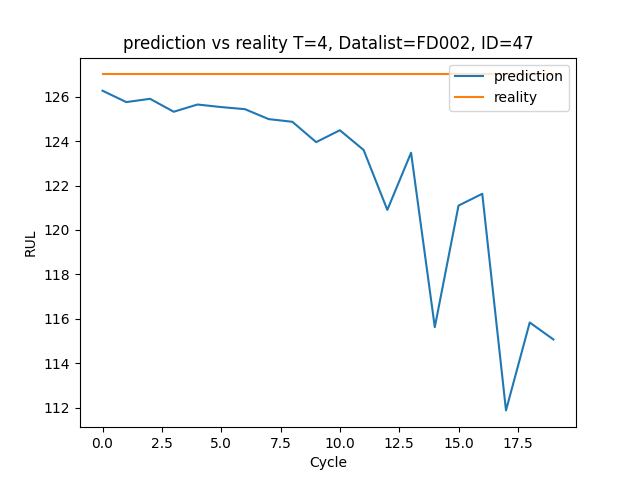 prediction vs reality T=4, Datalist=FD002, ID=47
prediction
reality
126
124
122
120
118
116
114
112
RUL
0.0 2.5 5.0 7.5 10.0 12.5 15.0 17.5
Cycle